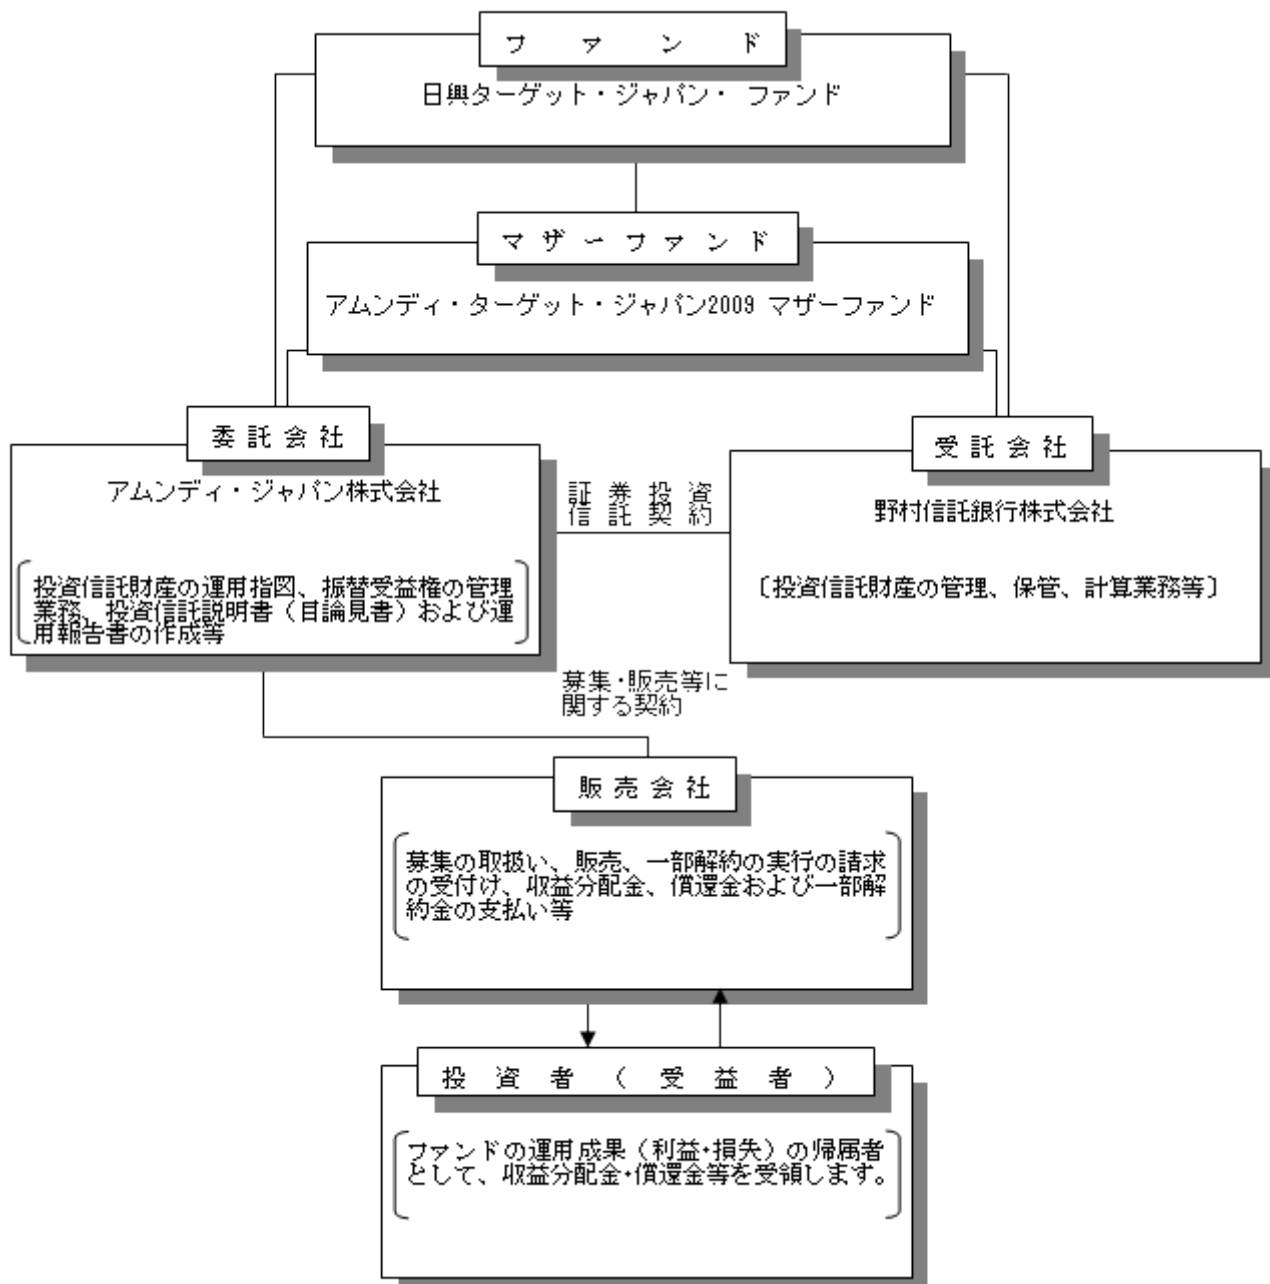 ファンド
日興ターゲット・ジャパン・ ファンド
マザーファンド
アムンディ・ターゲット・ジャパン2009 マザーファンド
委託会社
アムンディ・ジャパン株式会社
投資信託財産の運用指図、振替受益権の管理
業務、投資信託説明書（目論見書）および運
用報告書の作成等
証券投資
信託契約
受託会社
野村信託銀行株式会社
〔投資信託財産の管理、保管、計算業務等〕
募集・販売等に
関する契約
販売会社
募集の取扱い、販売、一部解約の実行の請求
の受付け、収益分配金、償還金および一部解
約金の支払い等
投資者（受益者）
ファンドの運用成果（利益・損失）の帰属者
として、収益分配金・償還金等を受領します。